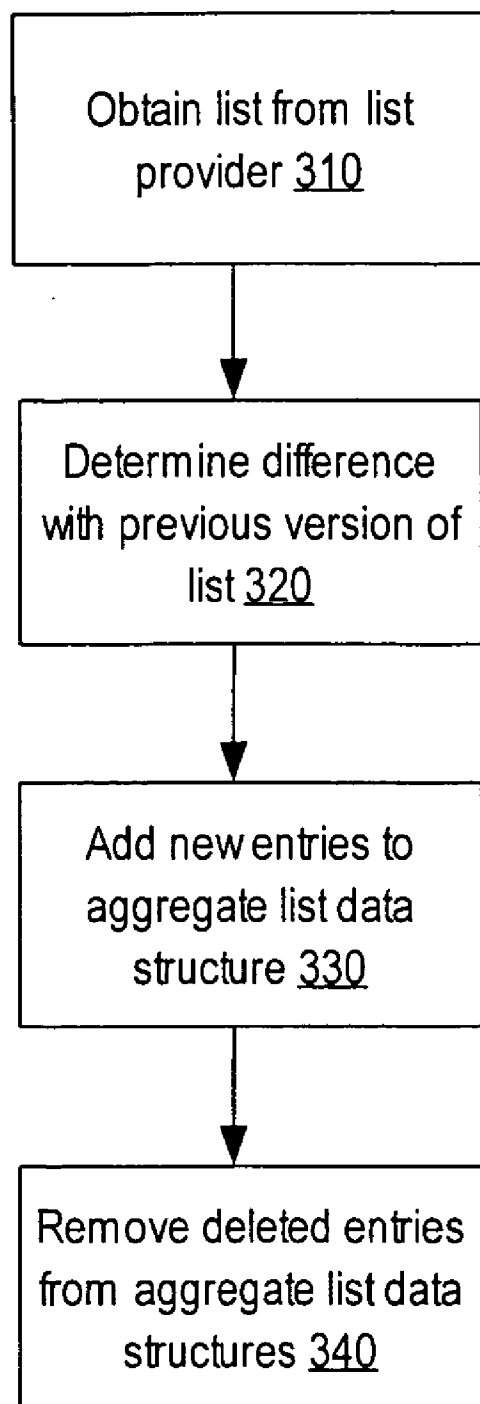 Obtain list from list
provider 310
Determine difference
with previous version of
list 320
Add new entries to
aggregate list data
structure 330
Remove deleted entries
from aggregate list data
structures 340